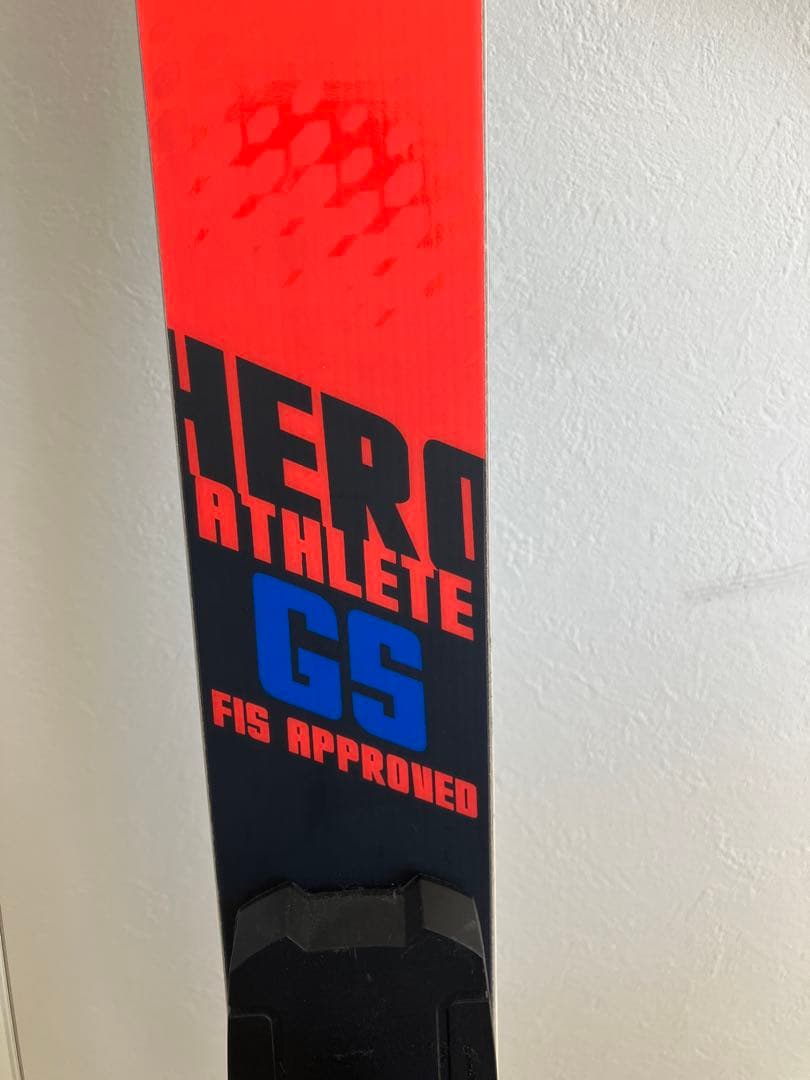 HERO
ATHLETE
GS
FIS APPROVED